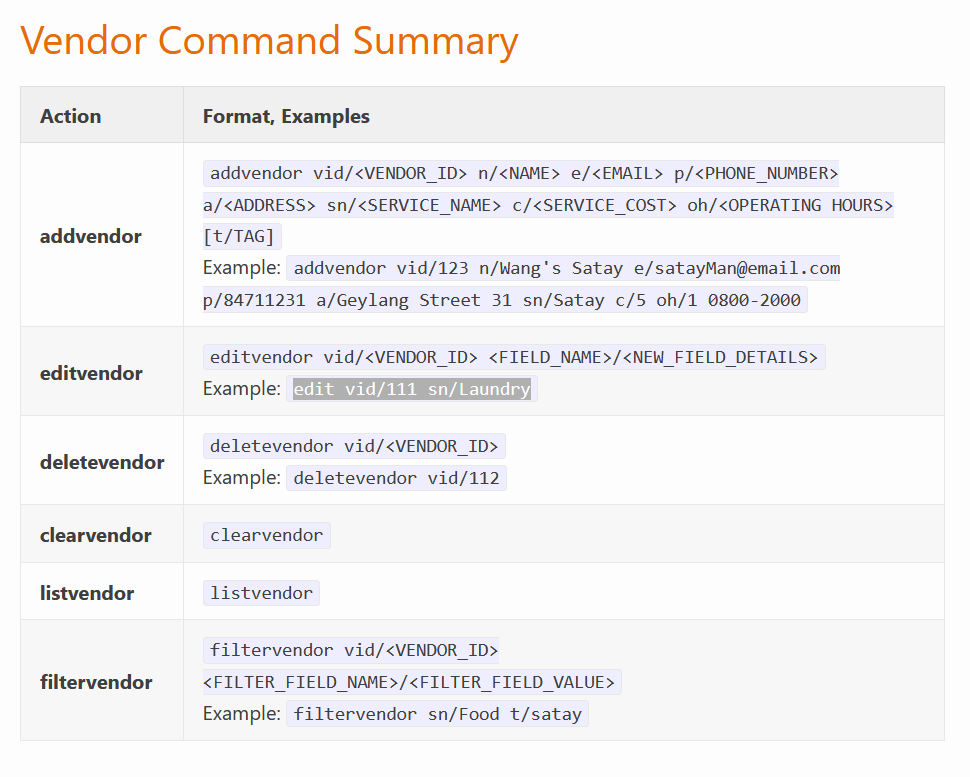 Vendor Command Summary
Action
Format, Examples
addvendor
addvendor vid/<VENDOR_ID> n/<NAME> e/<EMAIL> p/<PHONE_NUMBER>
a/<ADDRESS> sn/<SERVICE_NAME> c/<SERVICE_COST> oh/<OPERATING HOURS>
[t/TAG]
Example: addvendor vid/123 n/Wang's Satay e/satayMan@email.com
p/84711231 a/Geylang Street 31 sn/Satay c/5 oh/1 0800-2000
editvendor
editvendor vid/<VENDOR_ID> <FIELD_NAME>/<NEW_FIELD_DETAILS>
Example: edit vid/111 sn/Laundry
deletevendor
deletevendor vid/<VENDOR_ID>
Example: deletevendor vid/112
clearvendor
clearvendor
listvendor
listvendor
filtervendor
filtervendor vid/<VENDOR_ID>
<FILTER_FIELD_NAME>/<FILTER_FIELD_VALUE>
Example: filtervendor sn/Food t/satay